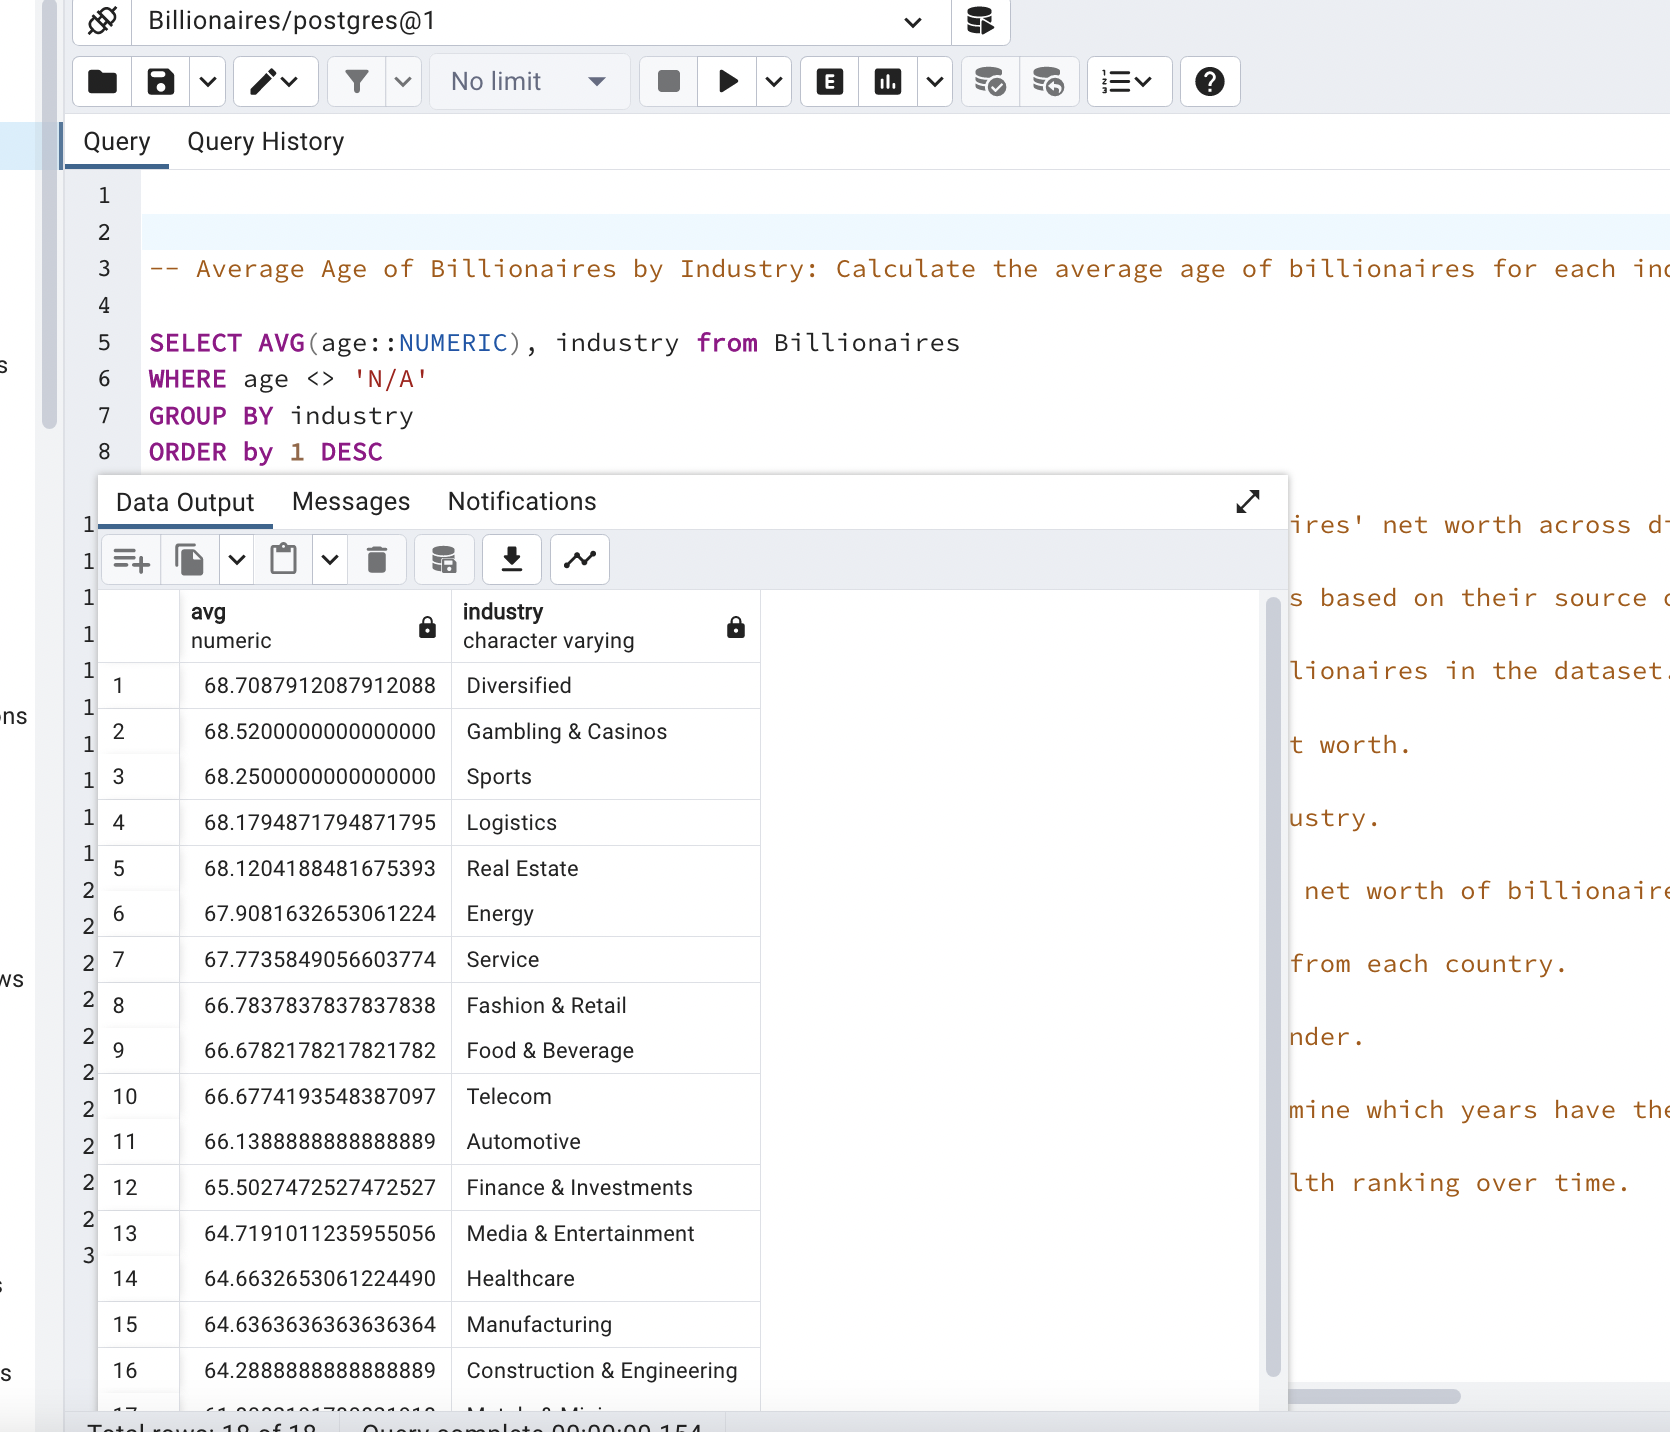 Billionaires/postgres@1
No limit
E
Query Query History
1
2
3 -- Average Age of Billionaires by Industry: Calculate the average age of billionaires for each
4
5 SELECT AVG(age::NUMERIC), industry from Billionaires
6 WHERE age <> 'N/A'
7 GROUP BY industry
8 ORDER by 1 DESC
Data Output Messages Notifications
ires' net worth across
s based on their source
lionaires in the dataset.
t worth.
ustry.
net worth of
from each country.
nder.
mine which years have the
lth ranking over time.
avg industry
numeric character varying
1 68.7087912087912088 Diversified
2 68.5200000000000000 Gambling & Casinos
3 68.2500000000000000 Sports
4 68.1794871794871795 Logistics
5 68.1204188481675393 Real Estate
6 67.9081632653061224 Energy
7 67.7735849056603774 Service
8 66.7837837837837838 Fashion & Retail
9 66.6782178217821782 Food & Beverage
10 66.6774193548387097 Telecom
11 66.1388888888888889 Automotive
12 65.5027472527472527 Finance & Investments
13 64.7191011235955056 Media & Entertainment
14 64.6632653061224490 Healthcare
15 64.6363636363636364 Manufacturing
16 64.2888888888888889 Construction & Engineering
Total rows: 18 of 18 Query complete 00:00:00.154